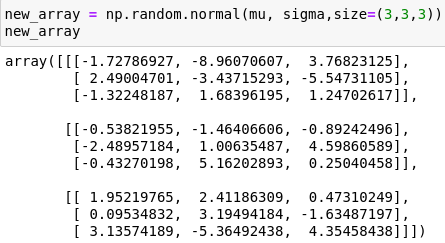 new_array = np.random.normal(mu, sigma,size=(3,3,3))
new_array
array([[[-1.72786927, -8.96070607,  3.76823125],
        [ 2.49004701, -3.43715293, -5.54731105],
        [-1.32248187,  1.68396195,  1.24702617]],
       [[-0.53821955, -1.46406606, -0.89242496],
        [-2.48957184,  1.00635487,  4.59860589],
        [-0.43270198,  5.16202893,  0.25040458]],
       [[ 1.95219765,  2.41186309,  0.47310249],
        [ 0.09534832,  3.19494184, -1.63487197],
        [ 3.13574189, -5.36492438,  4.35458438]]])